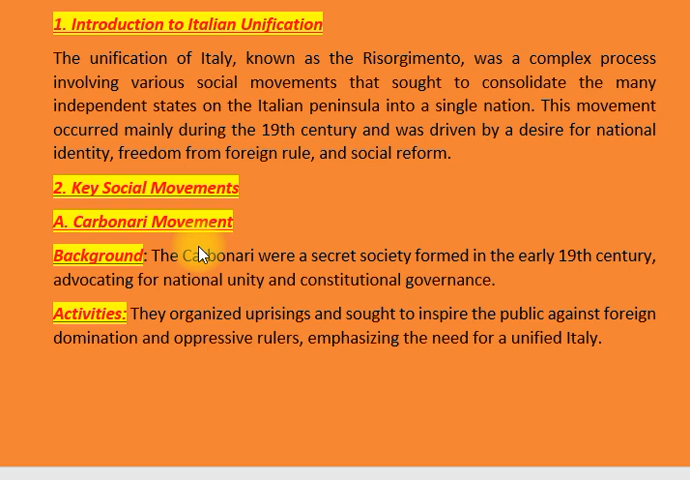 1. Introduction to Italian Unification
The unification of Italy, known as the Risorgimento, was a complex process
involving various social movements that sought to consolidate the many
independent states on the Italian peninsula into a single nation. This movement
occurred mainly during the 19th century and was driven by a desire for national
identity, freedom from foreign rule, and social reform.
2. Key Social Movements
A. Carbonari Movement
Background: The Carbonari were a secret society formed in the early 19th century,
advocating for national unity and constitutional governance.
Activities: They organized uprisings and sought to inspire the public against foreign
domination and oppressive rulers, emphasizing the need for a unified Italy.